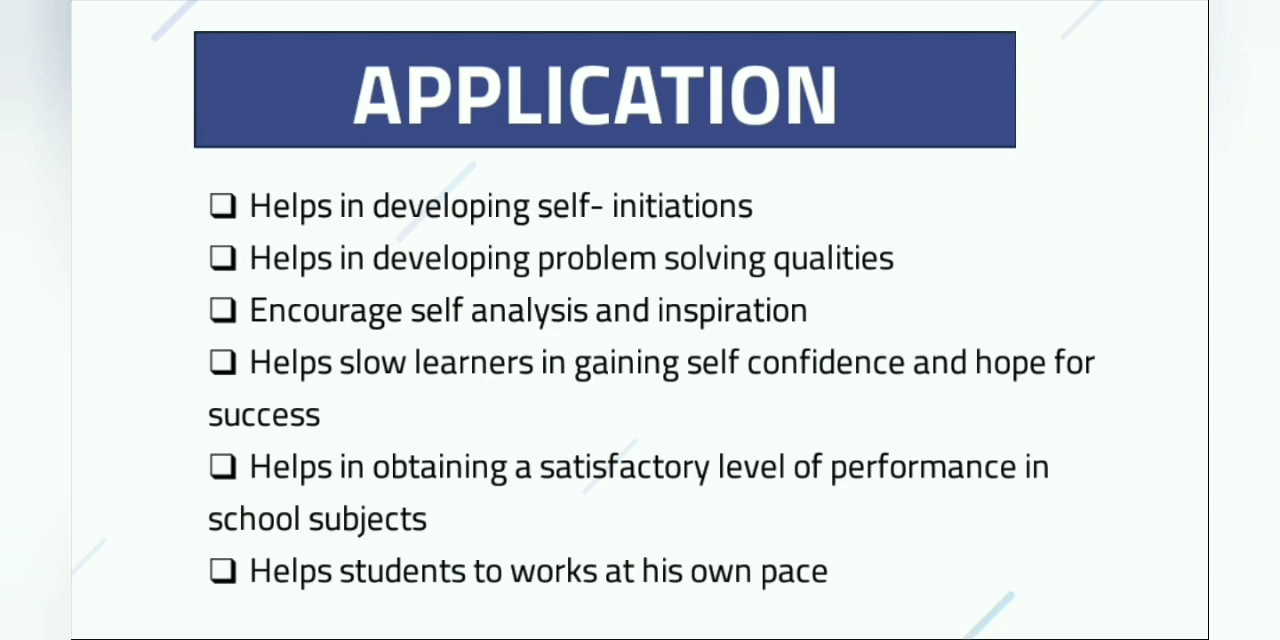 APPLICATION
❑ Helps in developing self- initiations
❑ Helps in developing problem solving qualities
❑ Encourage self analysis and inspiration
❑ Helps slow learners in gaining self confidence and hope for
success
❑ Helps in obtaining a satisfactory level of performance in
school subjects
❑ Helps students to works at his own pace